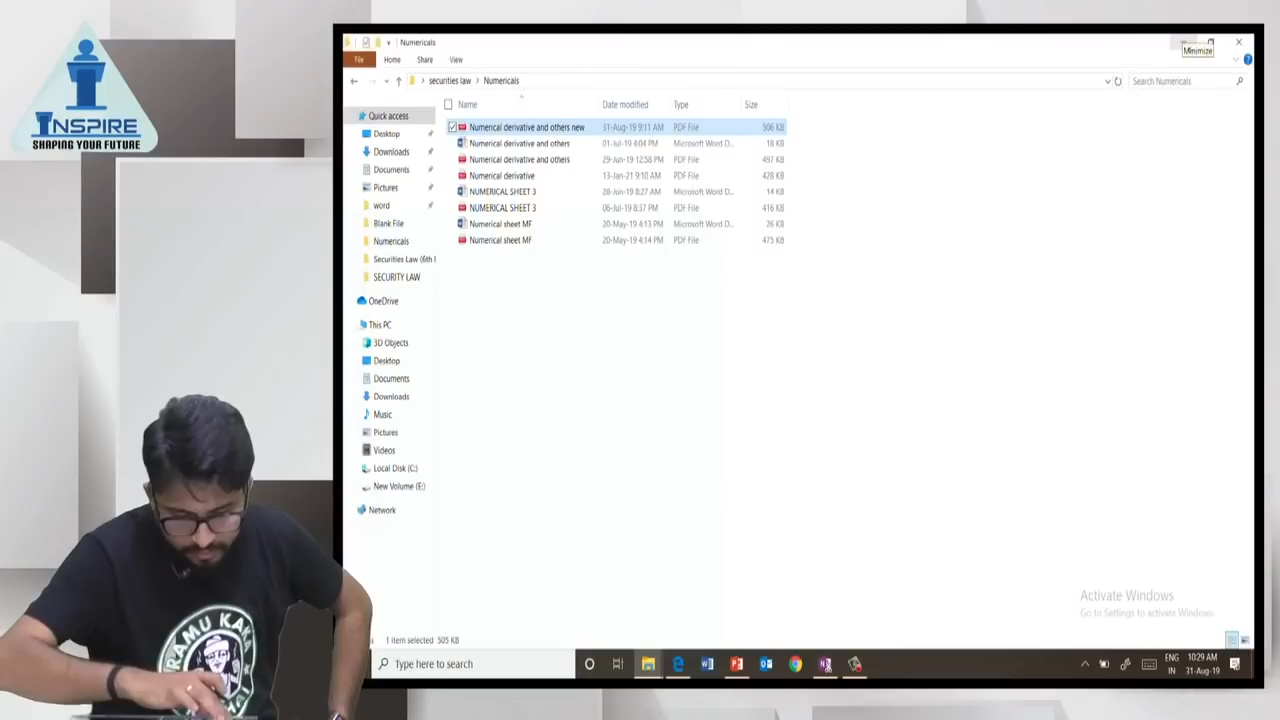 INSPIRE
SHAPING YOUR FUTURE
Numericals
Minimize
File Home Share View
securities law > Numericals
Search Numericals
Name Date modified Type Size
Numerical derivative and others new 31-Aug-19 9:11 AM PDF File 506 KB
Numerical derivative and others 01-Jul-19 4:04 PM Microsoft Word D... 18 KB
Numerical derivative and others 29-Jun-19 12:58 PM PDF File 497 KB
Numerical derivative 13-Jan-21 9:10 AM PDF File 428 KB
NUMERICAL SHEET 3 28-Jun-19 8:27 AM Microsoft Word D... 14 KB
NUMERICAL SHEET 3 06-Jul-19 8:37 PM PDF File 416 KB
Numerical sheet MF 20-May-19 4:13 PM Microsoft Word D... 26 KB
Numerical sheet MF 20-May-19 4:14 PM PDF File 475 KB
Quick access
Desktop
Downloads
Documents
Pictures
word
Blank File
Numericals
Securities Law (6th
SECURITY LAW
OneDrive
This PC
3D Objects
Desktop
Documents
Downloads
Music
Pictures
Videos
Local Disk (C:)
New Volume (E:)
Network
Activate Windows
Go to Settings to activate Windows.
1 item selected 505 KB
Type here to search
ENG
IN
10:29 AM
31-Aug-19
RAMU KAKA